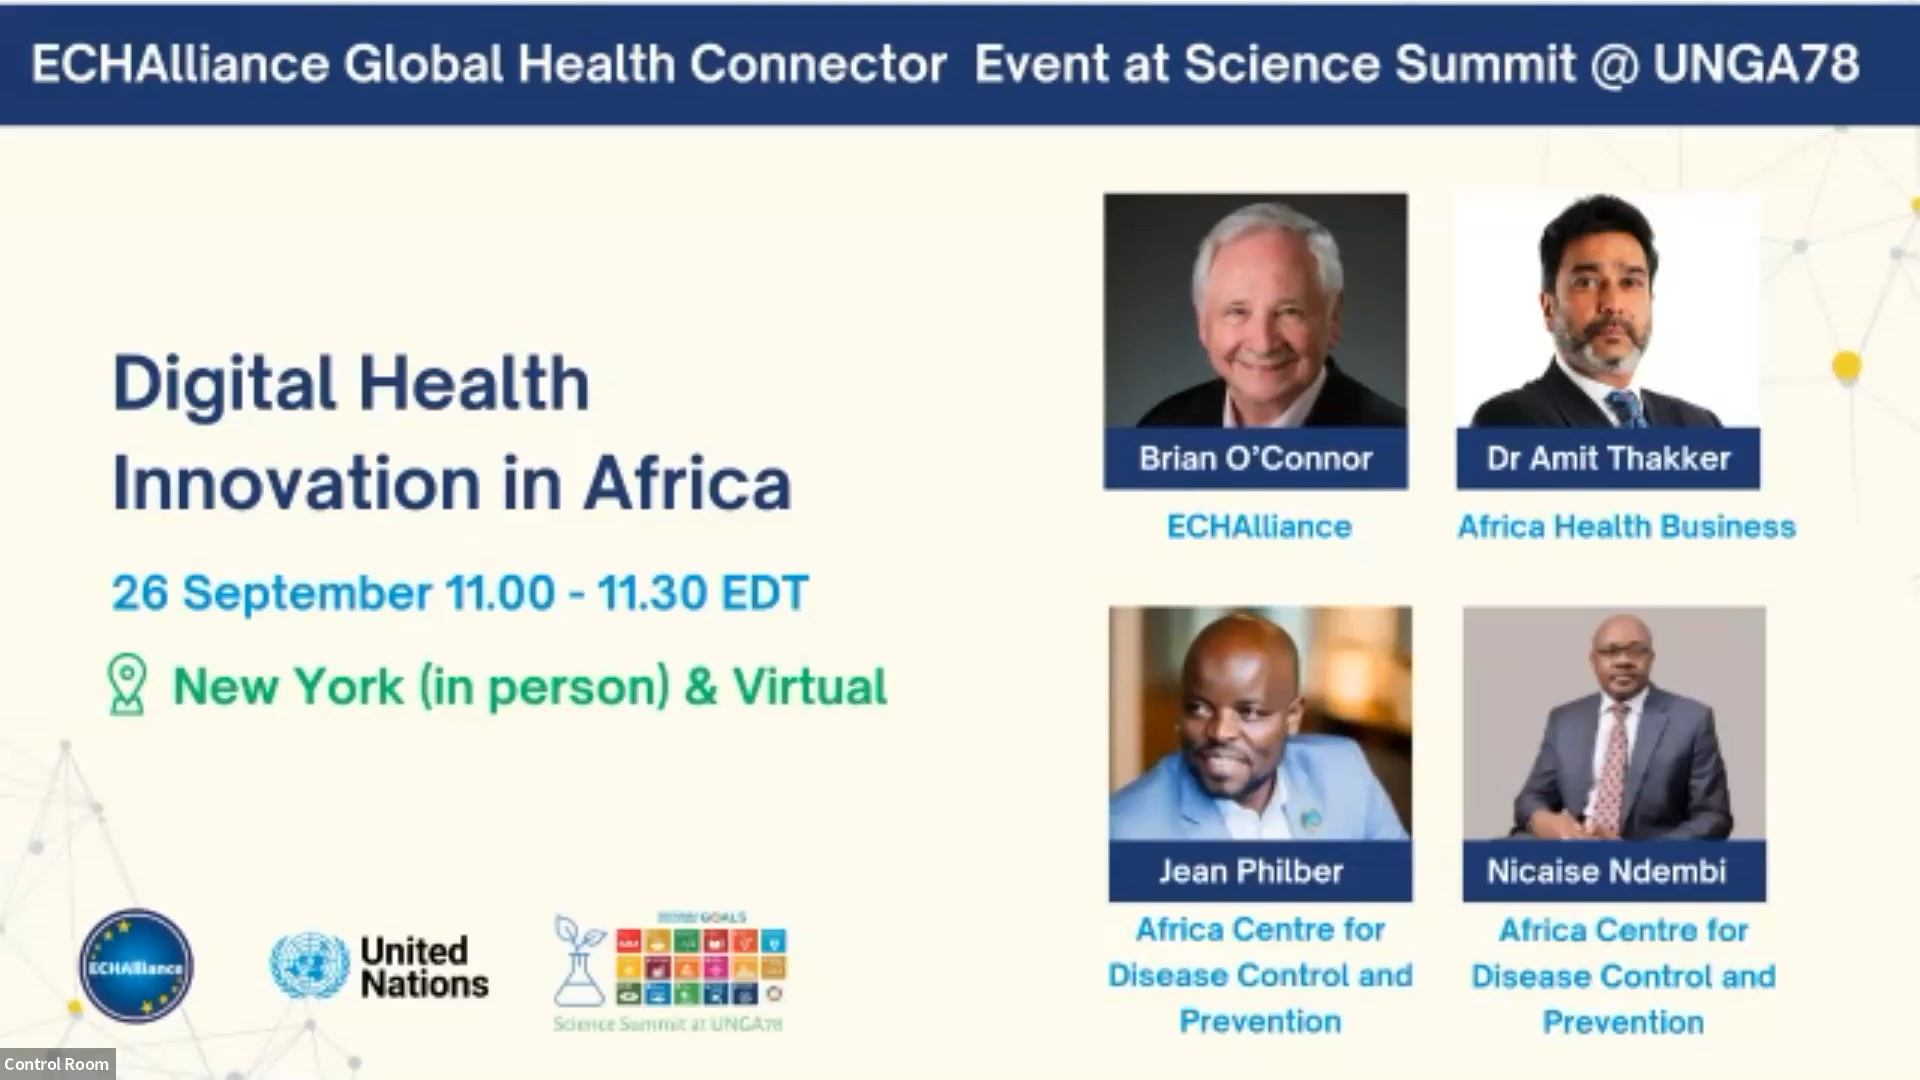 ECHAlliance Global Health Connector Event at Science Summit @ UNGA78
Digital Health
Innovation in Africa
26 September 11.00 - 11.30 EDT
New York (in person) & Virtual
Brian O'Connor
ECHAlliance
Dr Amit Thakker
Africa Health Business
Jean Philber
Africa Centre for
Disease Control and
Prevention
Nicaise Ndembi
Africa Centre for
Disease Control and
Prevention
ECHAlliance
United
Nations
GOALS
Science Summit at UNGA78
Control Room